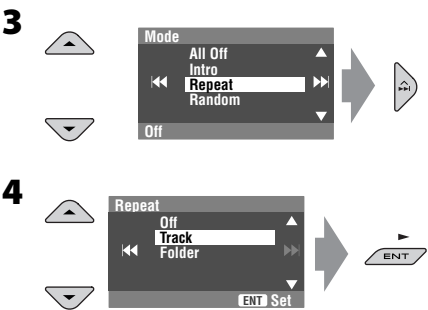 3
Mode
All Off
Intro
Repeat
Random
Off
4
Repeat
Off
Track
Folder
ENT Set
ENT